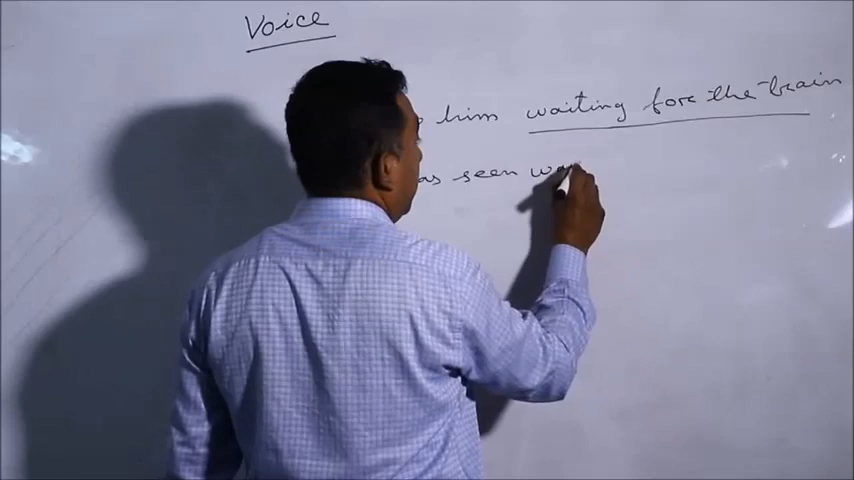 Voice
him waiting for the train
as seen wa